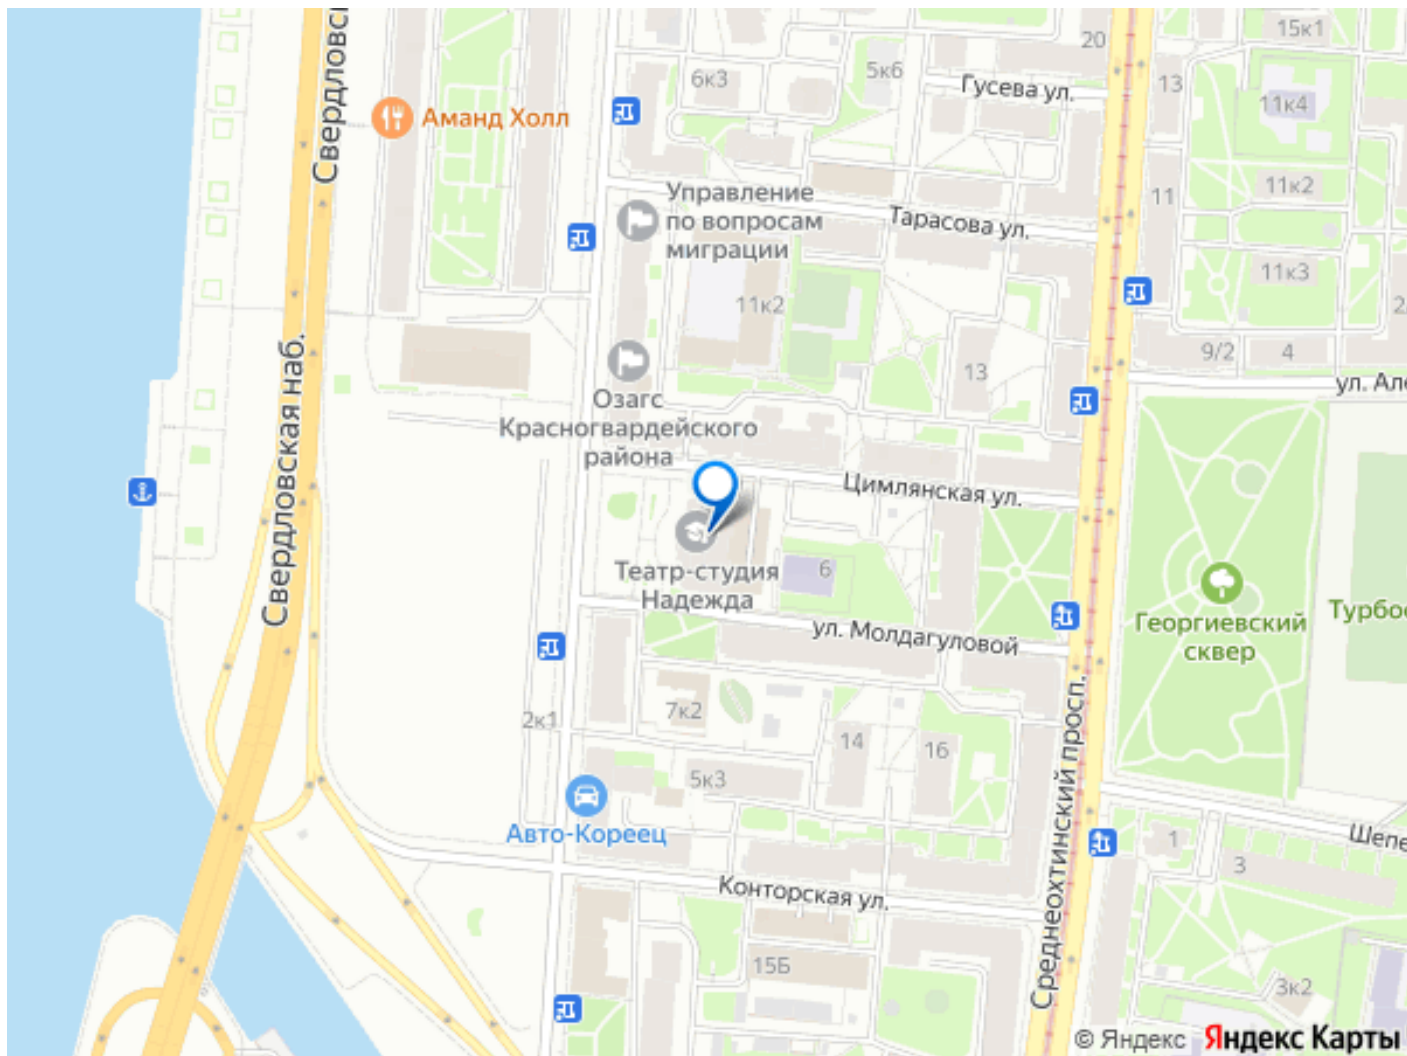 Свердловс
Свердловская наб.
Аманд Холл
6к3
5к6
20
Гусева ул.
13
15к1
11к4
Управление
по вопросам
миграции
Тарасова ул.
11
11к2
11к3
11к2
13
9/2
4
ул. Але
Озагс
Красногвардейского
района
Цимлянская ул.
Театр-студия
Надежда
6
ул. Молдагуловой
Георгиевский
сквер
Турбос
2к1
7к2
14
16
5к3
Авто-Кореец
Среднеохтинский просп.
1
3
Шепе
Конторская ул.
15Б
3к2
© Яндекс Яндекс Карты